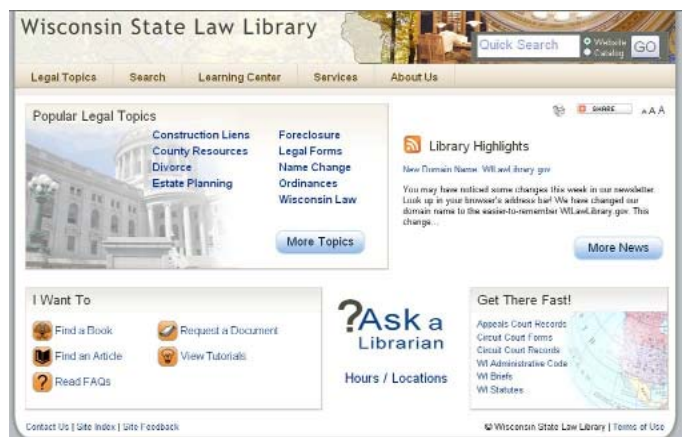 Wisconsin State Law Library
Quick Search
Website
Catalog
GO
Legal Topics Search Learning Center Services About Us
SHARE A A A
Popular Legal Topics
Construction Liens
County Resources
Divorce
Estate Planning
Foreclosure
Legal Forms
Name Change
Ordinances
Wisconsin Law
More Topics
Library Highlights
New Domain Name: WILawLibrary.gov
You may have noticed some changes this week in our newsletter.
Look up in your browser's address bar! We have changed our
domain name to the easier-to-remember WILawLibrary.gov. This
change...
More News
I Want To
Find a Book
Find an Article
Read FAQs
Request a Document
View Tutorials
?Ask a
Librarian
Hours / Locations
Get There Fast!
Appeals Court Records
Circuit Court Forms
Circuit Court Records
WI Administrative Code
WI Briefs
WI Statutes
Contact Us | Site Index | Site Feedback
© Wisconsin State Law Library | Terms of Use